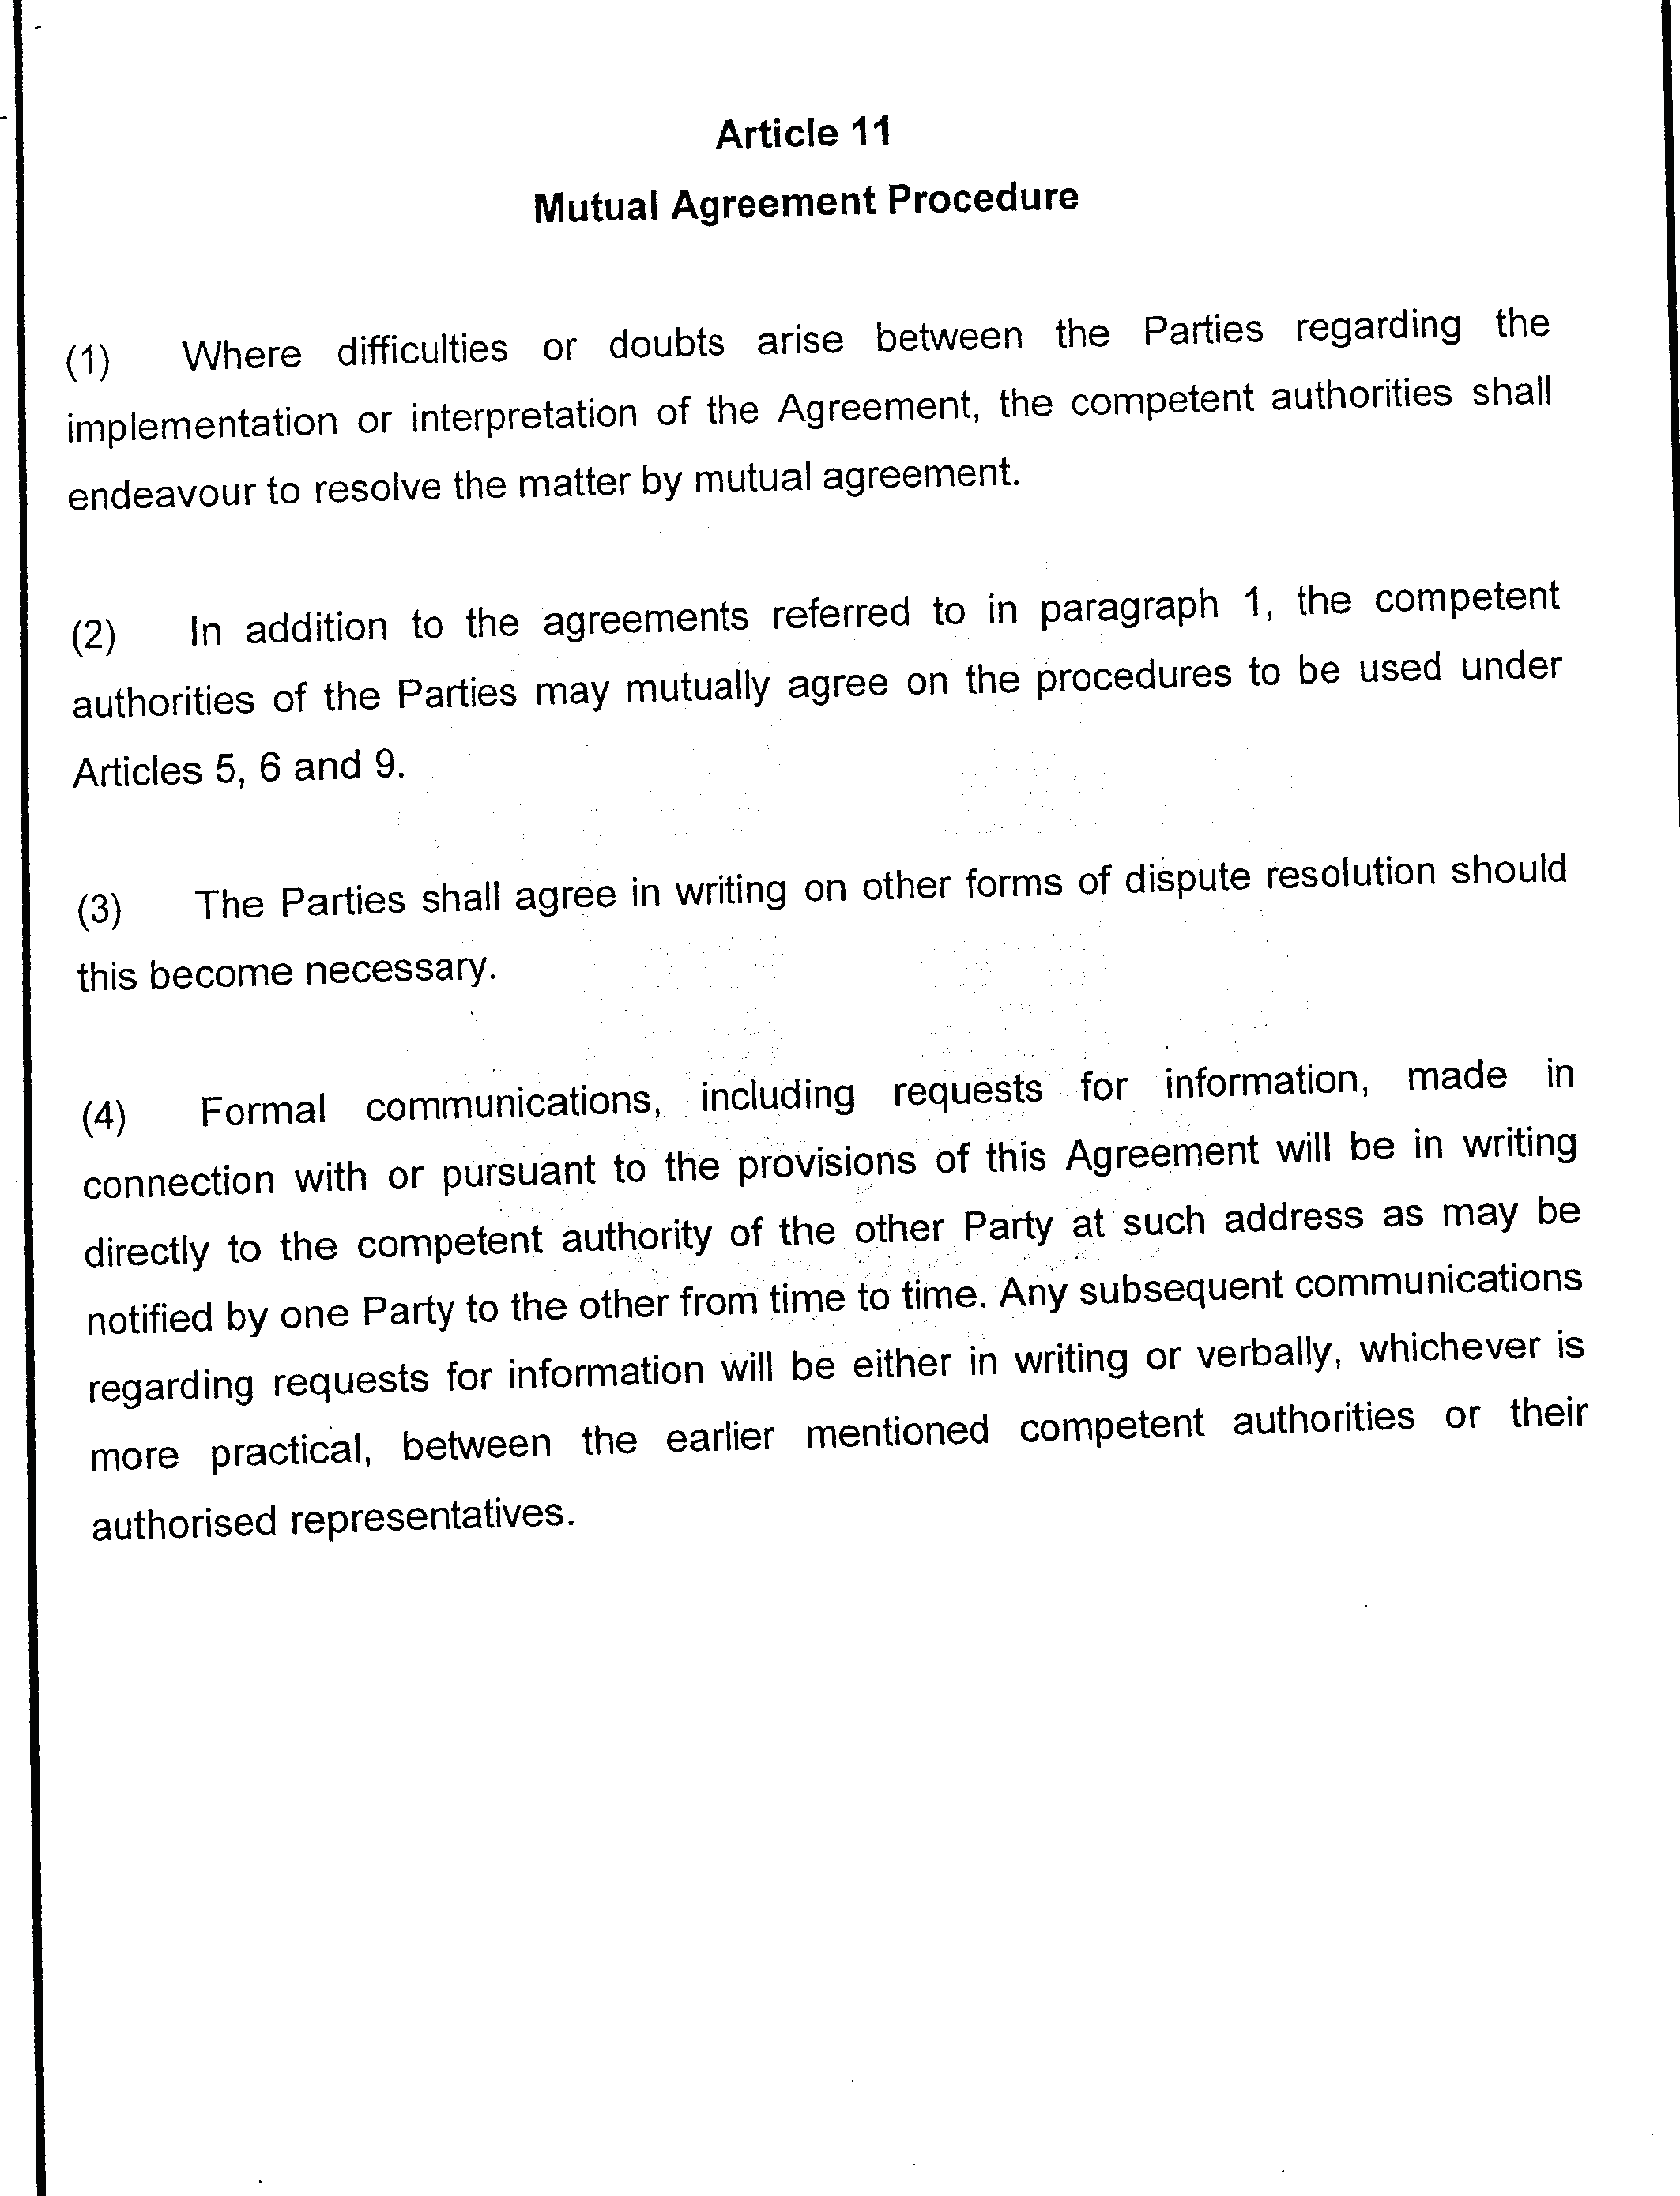 Article 11
Mutual Agreement Procedure
(1) Where difficulties or doubts arise between the Parties regarding the
implementation or interpretation of the Agreement, the competent authorities shall
endeavour to resolve the matter by mutual agreement.
(2) In addition to the agreements referred to in paragraph 1, the competent
authorities of the Parties may mutually agree on the procedures to be used under
Articles 5, 6 and 9.
(3) The Parties shall agree in writing on other forms of dispute resolution should
this become necessary.
(4) Formal communications, including requests for information, made in
connection with or pursuant to the provisions of this Agreement will be in writing
directly to the competent authority of the other Party at such address as may be
notified by one Party to the other from time to time. Any subsequent communications
regarding requests for information will be either in writing or verbally, whichever is
more practical, between the earlier mentioned competent authorities or their
authorised representatives.